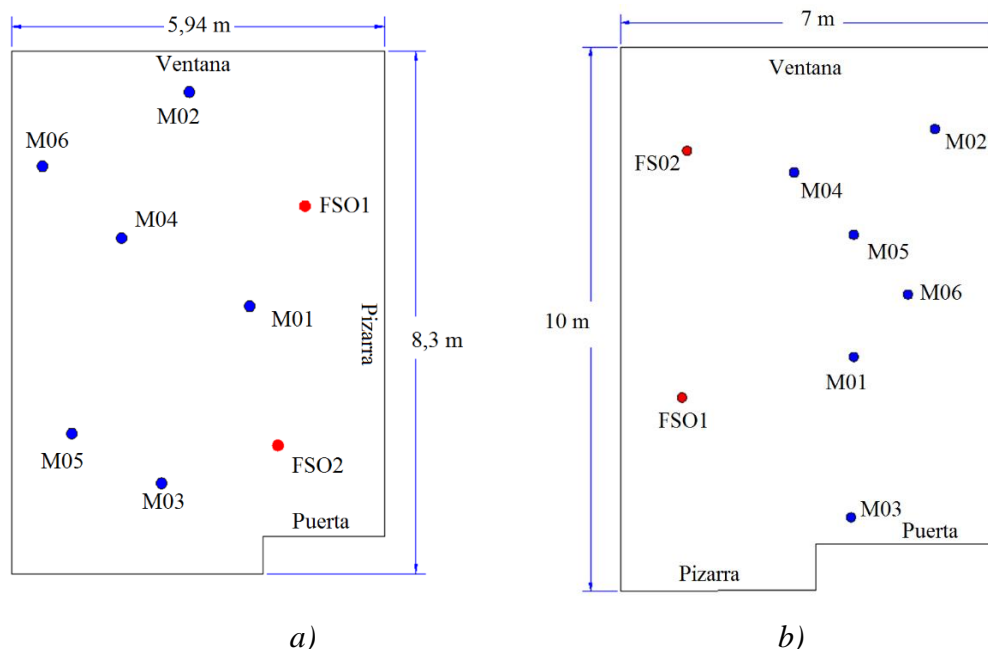 5,94 m
Ventana
M02
M06
FSO1
M04
M01
Pizarra
8,3 m
M05
FSO2
M03
Puerta
a)
7 m
Ventana
M02
FS02
M04
M05
M06
10 m
M01
FSO1
M03
Puerta
Pizarra
b)